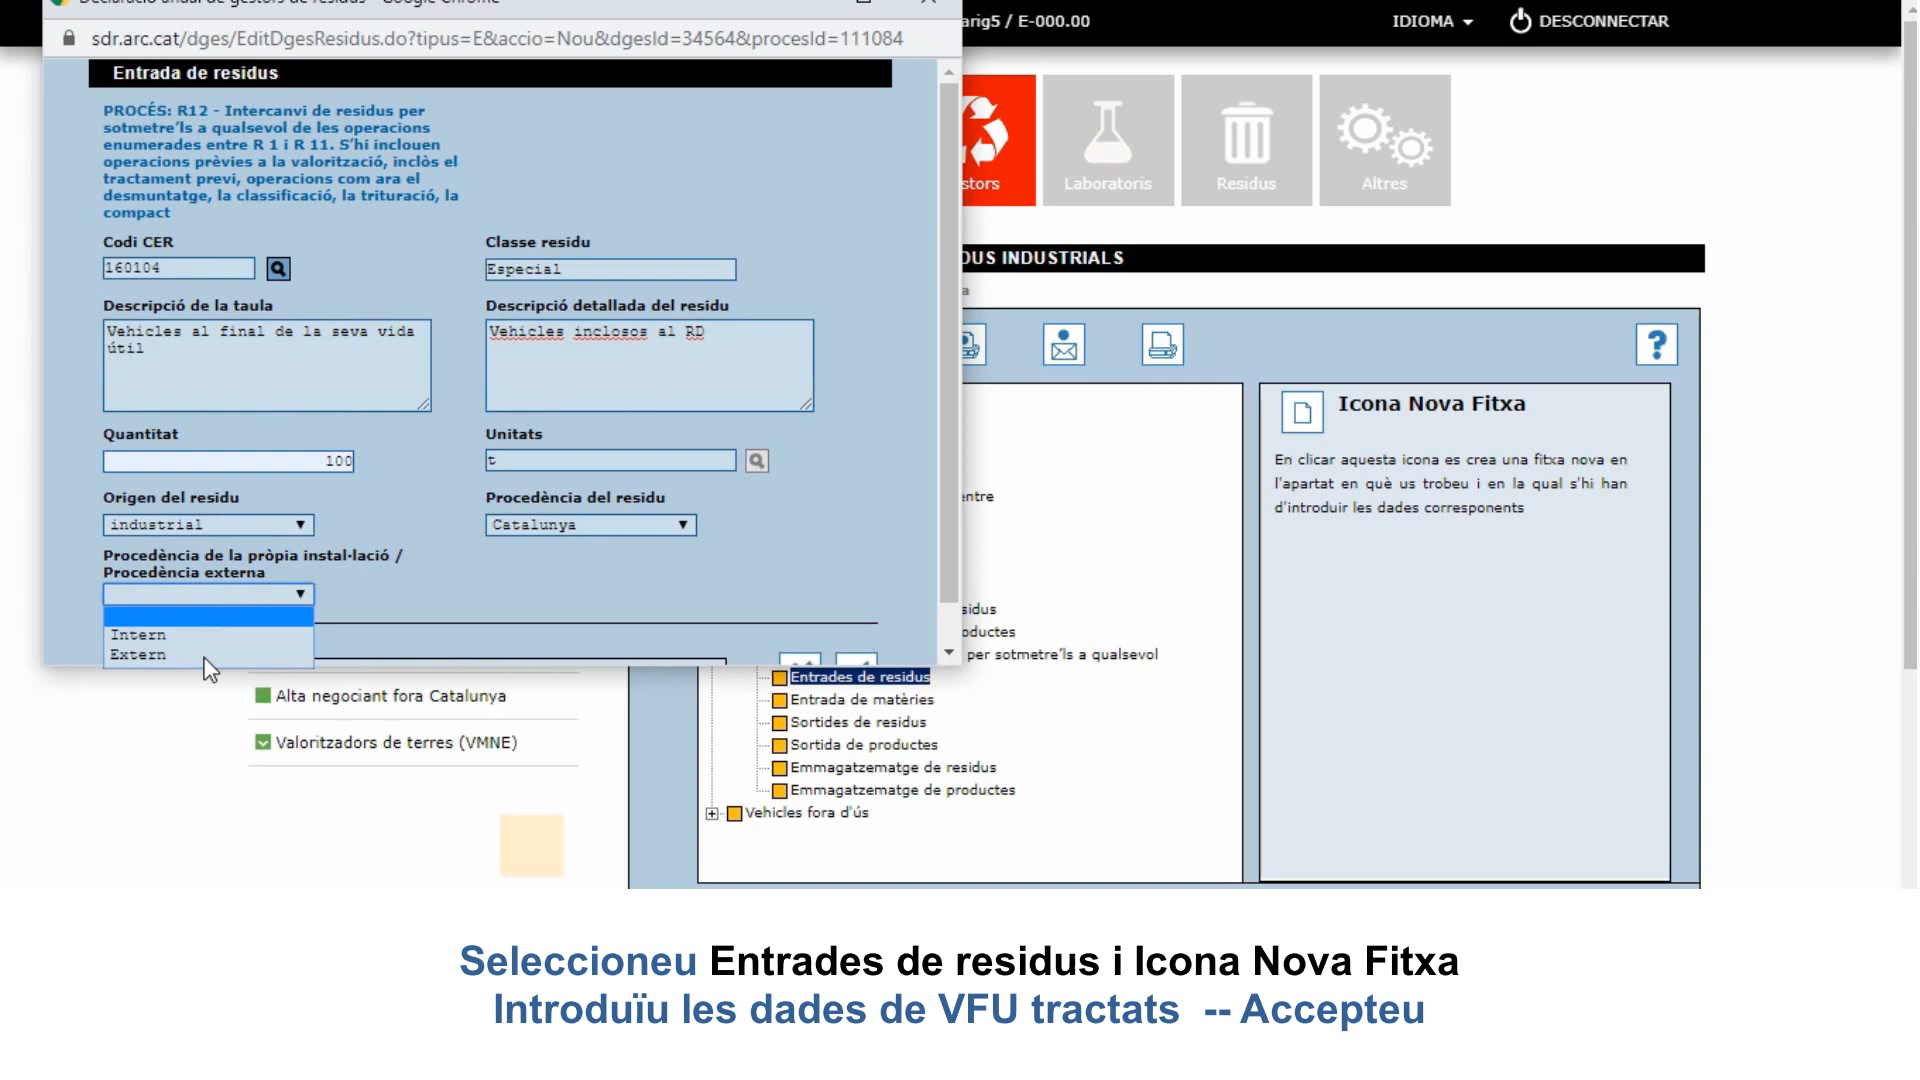 sdr.arc.cat/dges/EditDgesResidus.do?tipus=E&accio=Nou&dgesId=34564&procesId=111084
Entrada de residus
PROCÉS: R12 - Intercanvi de residus per
sotmetre’ls a qualsevol de les operacions
enumerades entre R 1 i R 11. S’hi inclouen
operacions prèvies a la valorització, inclòs el
tractament previ, operacions com ara el
desmuntatge, la classificació, la trituració, la
compact
Codi CER
160104
Classe residu
Especial
Descripció de la taula
Vehicles al final de la seva vida
útil
Descripció detallada del residu
Vehicles inclosos al RD
Quantitat
100
Unitats
t
Origen del residu
industrial
Procedència del residu
Catalunya
Procedència de la pròpia instal·lació /
Procedència externa
Intern
Extern
arig5 / E-000.00
IDIOMA
DESCONNECTAR
stors
Laboratoris
Residus
Altres
DUS INDUSTRIALS
a
?
Icona Nova Fitxa
En clicar aquesta icona es crea una fitxa nova en
l'apartat en què us trobeu i en la qual s'hi han
d’introduir les dades corresponents
entre
sidus
oductes
per sotmetre’ls a qualsevol
Entrades de residus
Entrada de matèries
Sortides de residus
Sortida de productes
Emmagatzematge de residus
Emmagatzematge de productes
Vehicles fora d'ús
Alta negociant fora Catalunya
Valoritzadors de terres (VMNE)
Seleccioneu Entrades de residus i Icona Nova Fitxa
Introduïu les dades de VFU tractats -- Accepteu